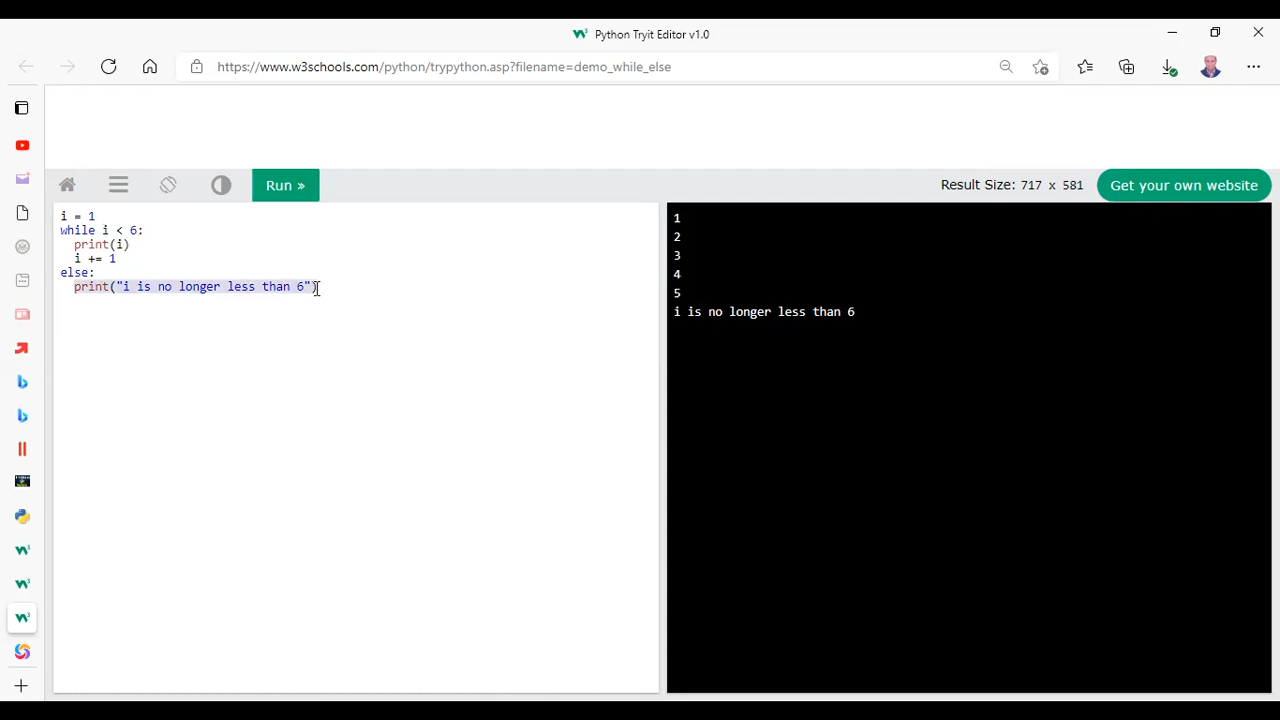 Python Tryit Editor v1.0
https://www.w3schools.com/python/trypython.asp?filename=demo_while_else
Run »
Result Size: 717 x 581
Get your own website
i = 1
while i < 6:
  print(i)
  i += 1
else:
  print("i is no longer less than 6")
1
2
3
4
5
i is no longer less than 6